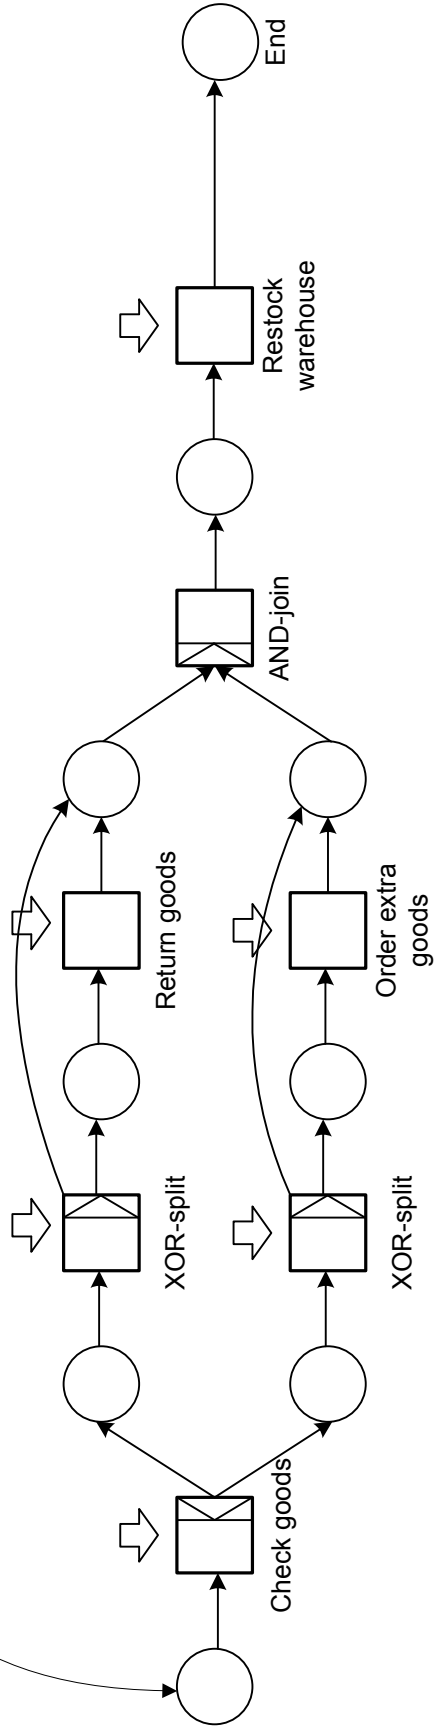 Check goods
XOR-split
XOR-split
Return goods
Order extra
goods
AND-join
Restock
warehouse
End